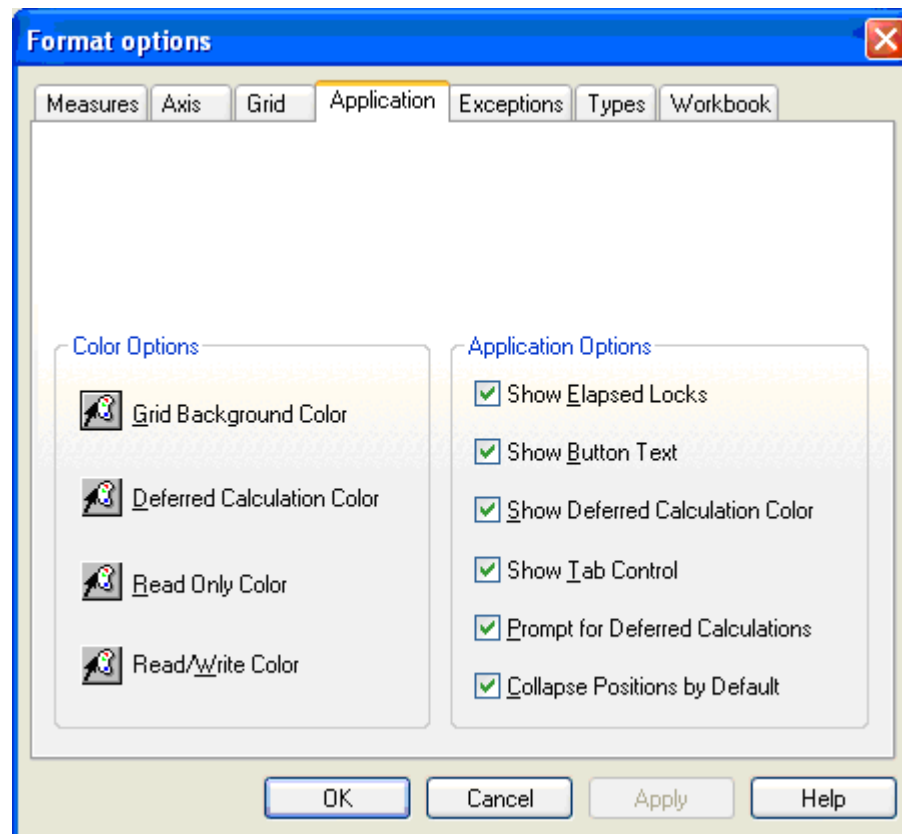 Format options
Measures Axis Grid Application Exceptions Types Workbook
Color Options
Grid Background Color
Deferred Calculation Color
Read Only Color
Read/Write Color
Application Options
Show Elapsed Locks
Show Button Text
Show Deferred Calculation Color
Show Tab Control
Prompt for Deferred Calculations
Collapse Positions by Default
OK Cancel Apply Help